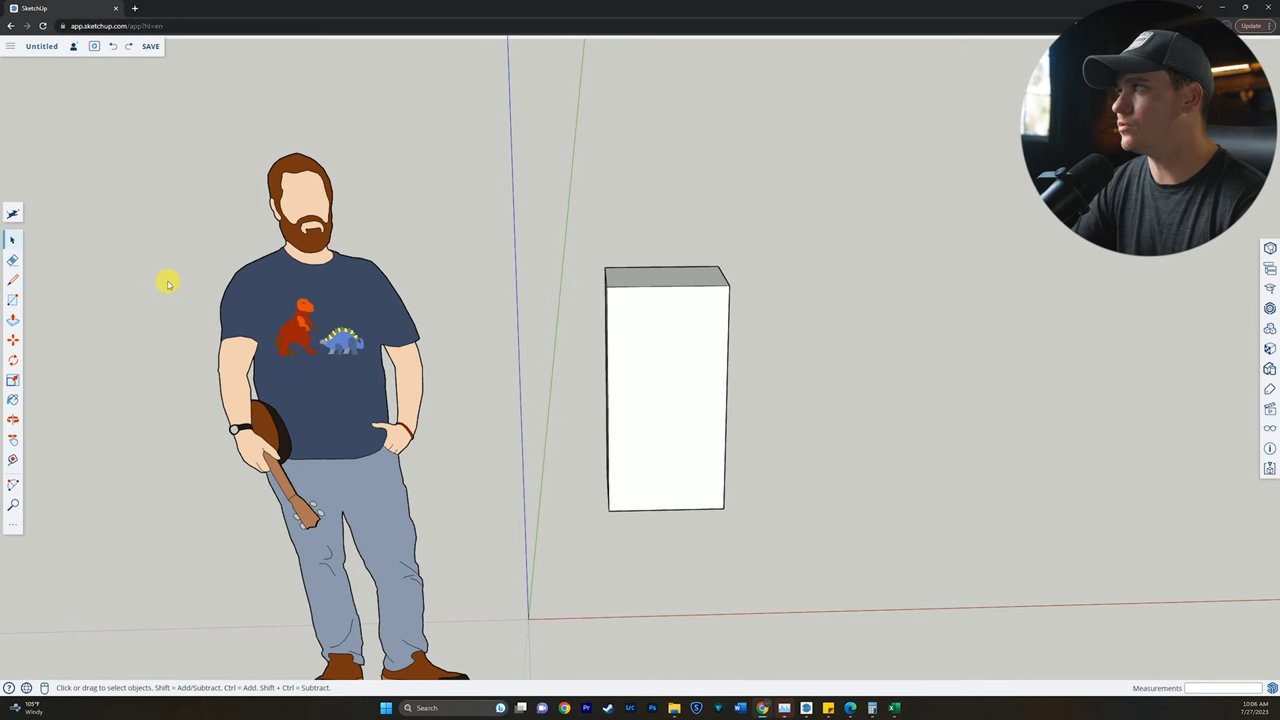 SketchUp
app.sketchup.com/app?hl=en
Update
Untitled
SAVE
Click or drag to select objects. Shift = Add/Subtract, Ctrl = Add, Shift + Ctrl = Subtract.
Measurements
105°F
Windy
Search
10:06 AM
7/27/2023